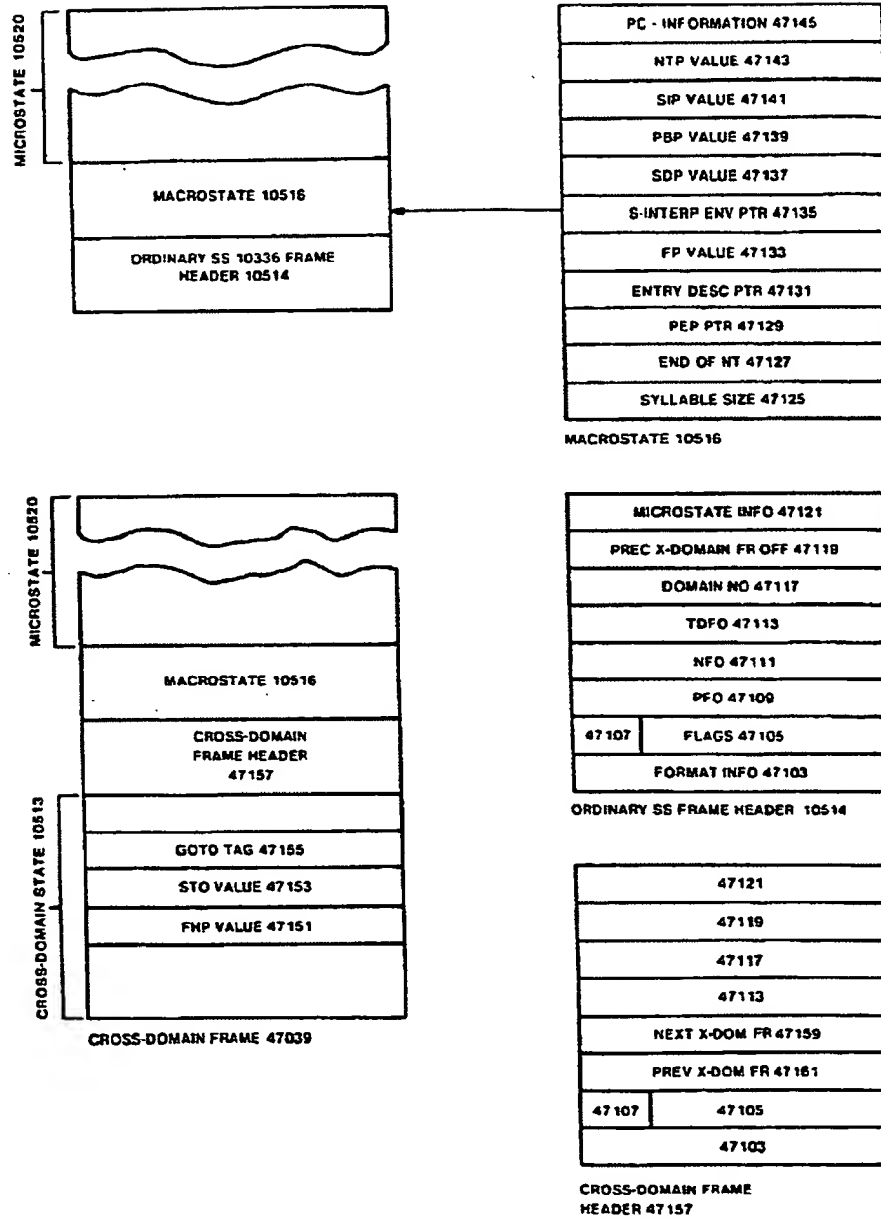 MICROSTATE 10520
MACROSTATE 10516
ORDINARY SS 10336 FRAME
HEADER 10514
PC - INFORMATION 47145
NTP VALUE 47143
SIP VALUE 47141
PBP VALUE 47139
SDP VALUE 47137
S-INTERP ENV PTR 47135
FP VALUE 47133
ENTRY DESC PTR 47131
PEP PTR 47129
END OF NT 47127
SYLLABLE SIZE 47125
MACROSTATE 10516
MICROSTATE 10520
MACROSTATE 10516
CROSS-DOMAIN
FRAME HEADER
47157
CROSS-DOMAIN STATE 10513
GOTO TAG 47155
STO VALUE 47153
FHP VALUE 47151
CROSS-DOMAIN FRAME 47039
MICROSTATE INFO 47121
PREC X-DOMAIN FR OFF 47119
DOMAIN NO 47117
TDFO 47113
NFO 47111
PFO 47109
47107
FLAGS 47105
FORMAT INFO 47103
ORDINARY SS FRAME HEADER 10514
47121
47119
47117
47113
NEXT X-DOM FR 47159
PREV X-DOM FR 47161
47107
47105
47103
CROSS-DOMAIN FRAME
HEADER 47157